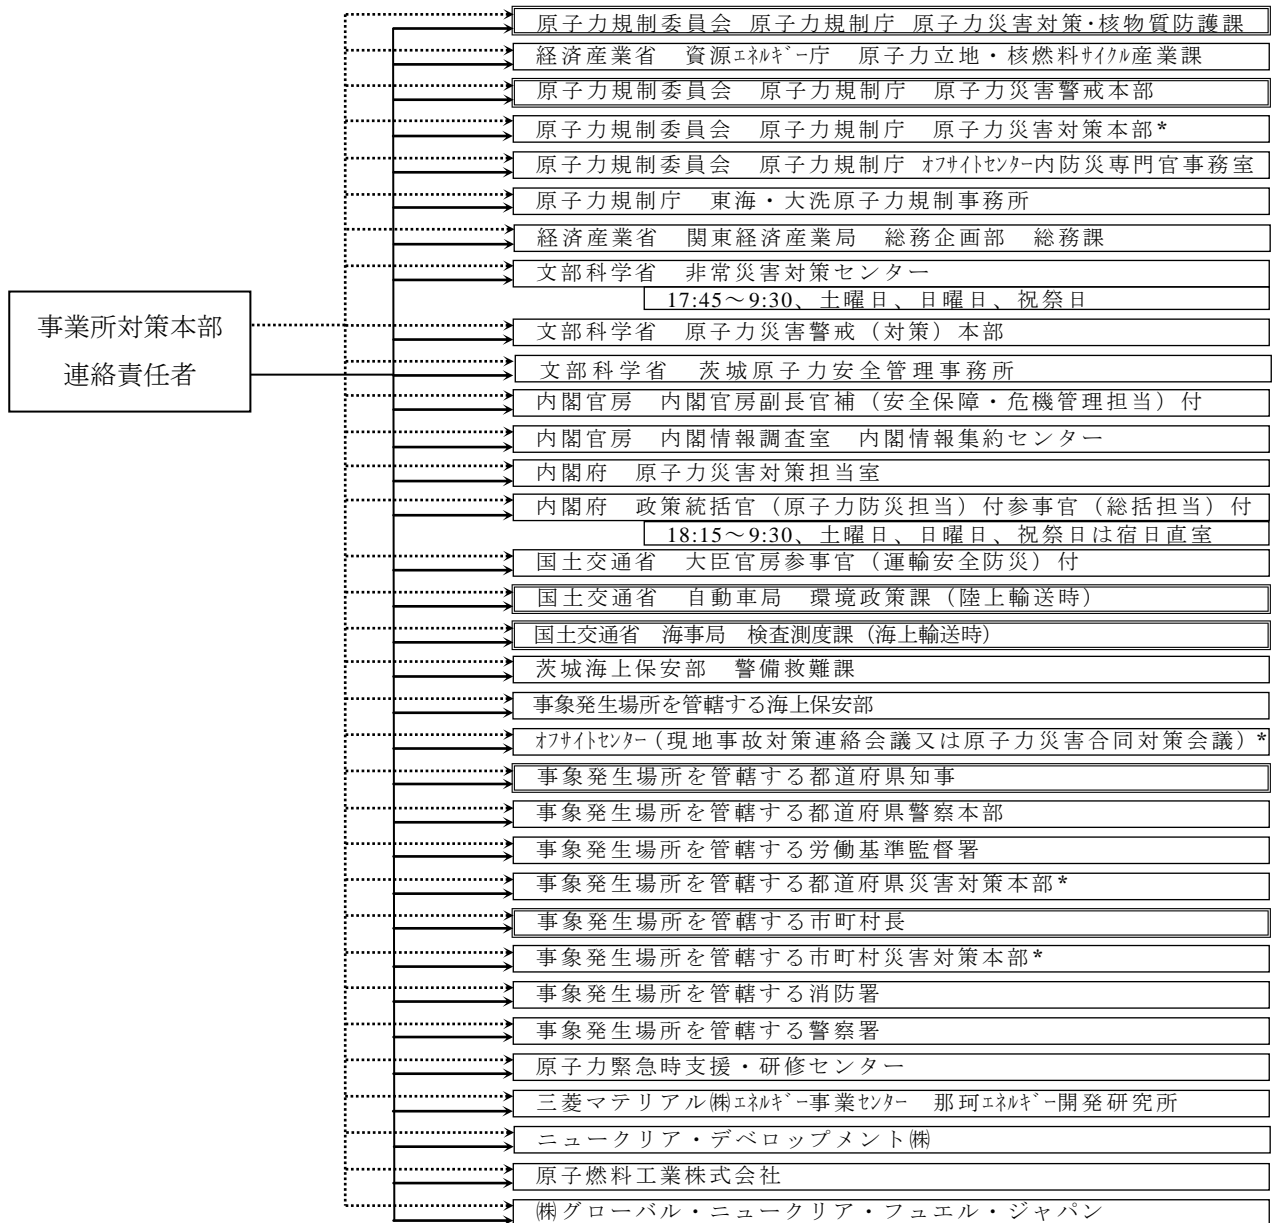 原子力規制委員会 原子力規制庁 原子力災害対策・核物質防護課
経済産業省 資源ｴﾈﾙｷﾞｰ庁 原子力立地・核燃料ｻｲｸﾙ産業課
原子力規制委員会 原子力規制庁 原子力災害警戒本部
原子力規制委員会 原子力規制庁 原子力災害対策本部*
原子力規制委員会 原子力規制庁 ｵﾌｻｲﾄｾﾝﾀｰ内防災専門官事務室
原子力規制庁 東海・大洗原子力規制事務所
経済産業省 関東経済産業局 総務企画部 総務課
文部科学省 非常災害対策センター
17:45～9:30、土曜日、日曜日、祝祭日
事業所対策本部
連絡責任者
文部科学省 原子力災害警戒（対策）本部
文部科学省 茨城原子力安全管理事務所
内閣官房 内閣官房副長官補（安全保障・危機管理担当）付
内閣官房 内閣情報調査室 内閣情報集約センター
内閣府 原子力災害対策担当室
内閣府 政策統括官（原子力防災担当）付参事官（総括担当）付
18:15～9:30、土曜日、日曜日、祝祭日は宿日直室
国土交通省 大臣官房参事官（運輸安全防災）付
国土交通省 自動車局 環境政策課（陸上輸送時）
国土交通省 海事局 検査測度課（海上輸送時）
茨城海上保安部 警備救難課
事象発生場所を管轄する海上保安部
ｵﾌｻｲﾄｾﾝﾀｰ（現地事故対策連絡会議又は原子力災害合同対策会議）*
事象発生場所を管轄する都道府県知事
事象発生場所を管轄する都道府県警察本部
事象発生場所を管轄する労働基準監督署
事象発生場所を管轄する都道府県災害対策本部*
事象発生場所を管轄する市町村長
事象発生場所を管轄する市町村災害対策本部*
事象発生場所を管轄する消防署
事象発生場所を管轄する警察署
原子力緊急時支援・研修センター
三菱マテリアル㈱ｴﾈﾙｷﾞｰ事業ｾﾝﾀｰ 那珂ｴﾈﾙｷﾞｰ開発研究所
ニュークリア・デベロップメント㈱
原子燃料工業株式会社
㈱グローバル・ニュークリア・フュエル・ジャパン